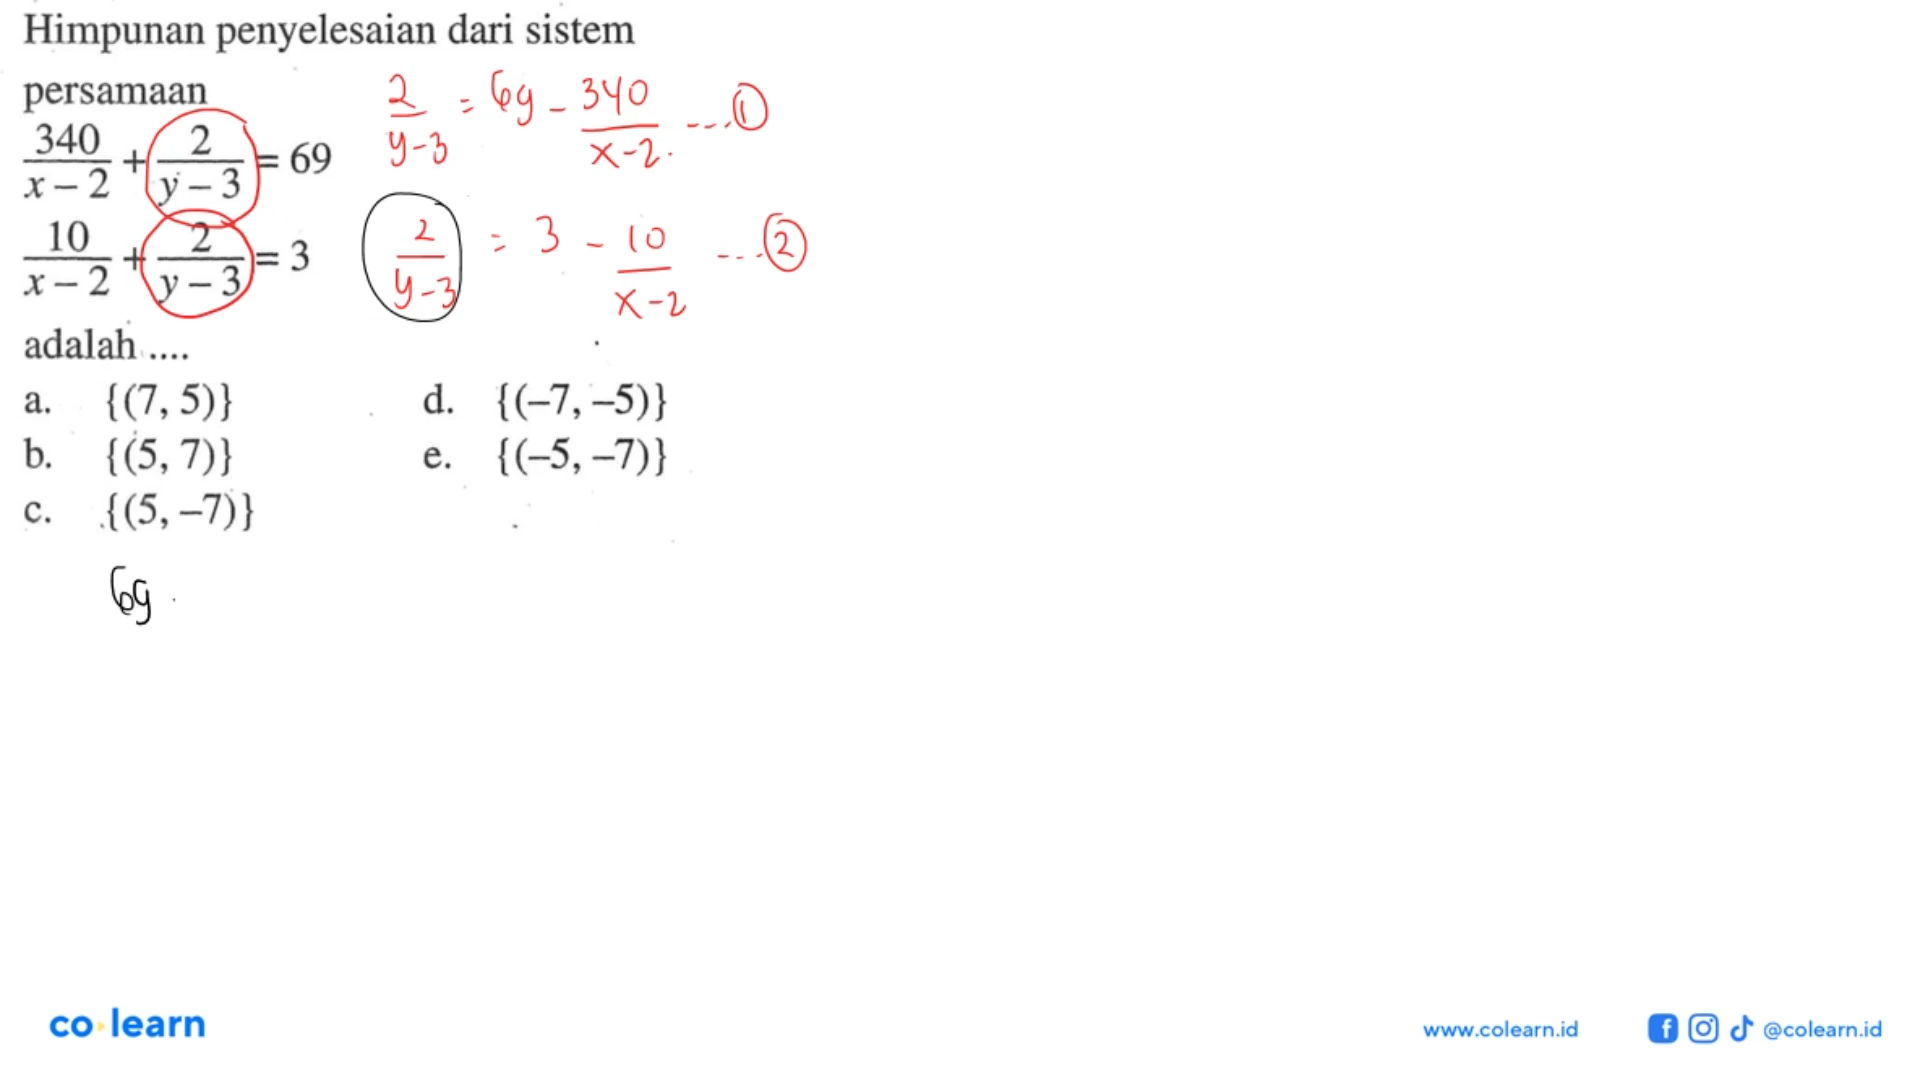 Himpunan penyelesaian dari sistem
persamaan
340/(x – 2) + 2/(y – 3) = 69
10/(x – 2) + 2/(y – 3) = 3
adalah ....
a. {(7, 5)}
b. {(5, 7)}
c. {(5, –7)}
d. {(–7, –5)}
e. {(–5, –7)}
2/(y-3) = 69 - 340/(x-2) ... ①
2/(y-3) = 3 - 10/(x-2) ... ②
69
co learn
www.colearn.id
@colearn.id